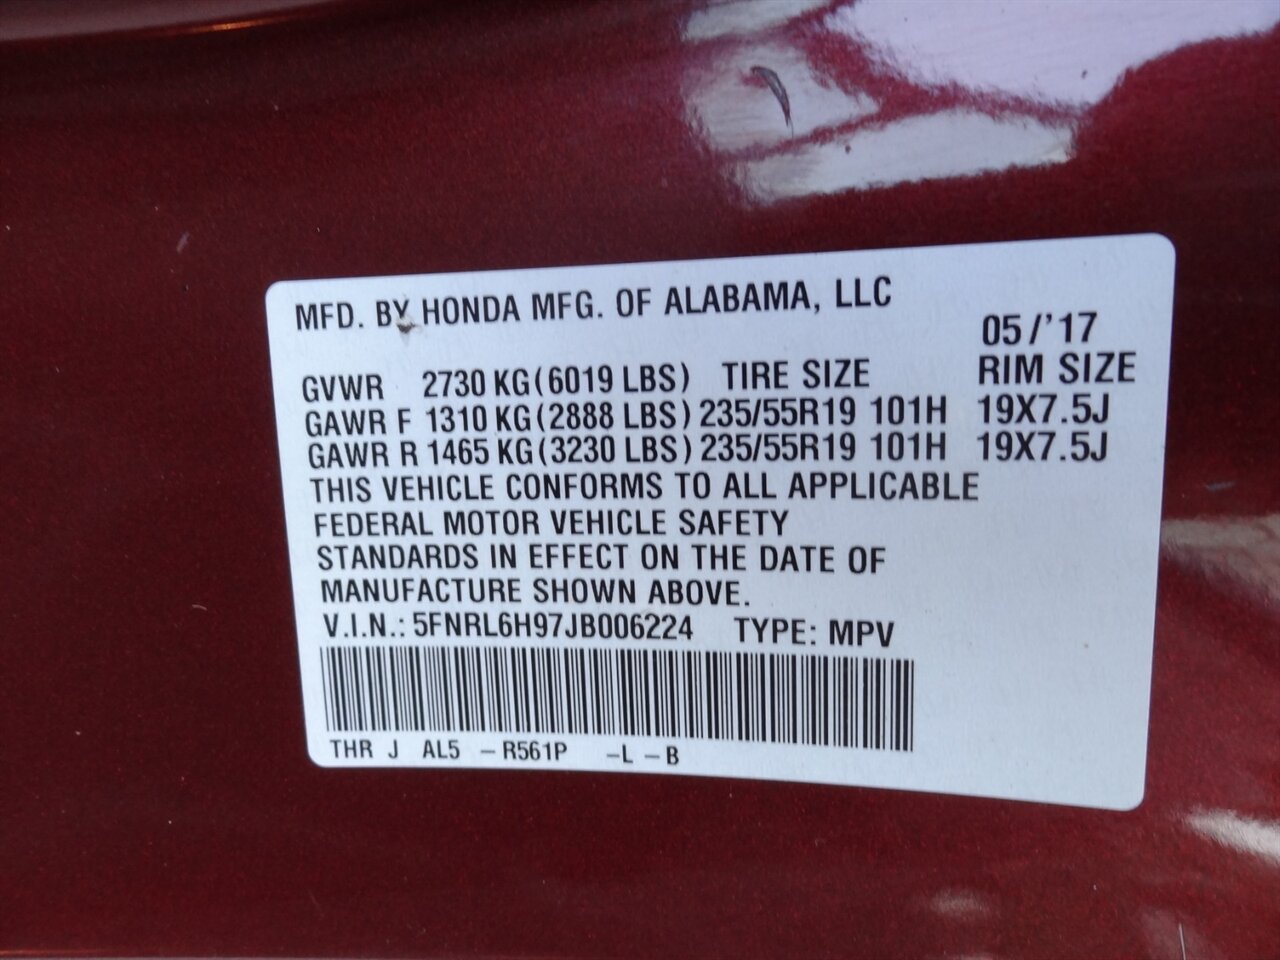 MFD. BY HONDA MFG. OF ALABAMA, LLC
05/'17
GVWR 2730 KG(6019 LBS) TIRE SIZE RIM SIZE
GAWR F 1310 KG(2888 LBS) 235/55R19 101H 19X7.5J
GAWR R 1465 KG(3230 LBS) 235/55R19 101H 19X7.5J
THIS VEHICLE CONFORMS TO ALL APPLICABLE
FEDERAL MOTOR VEHICLE SAFETY
STANDARDS IN EFFECT ON THE DATE OF
MANUFACTURE SHOWN ABOVE.
V.I.N.: 5FNRL6H97JB006224 TYPE: MPV
THR J AL5 – R561P –L – B